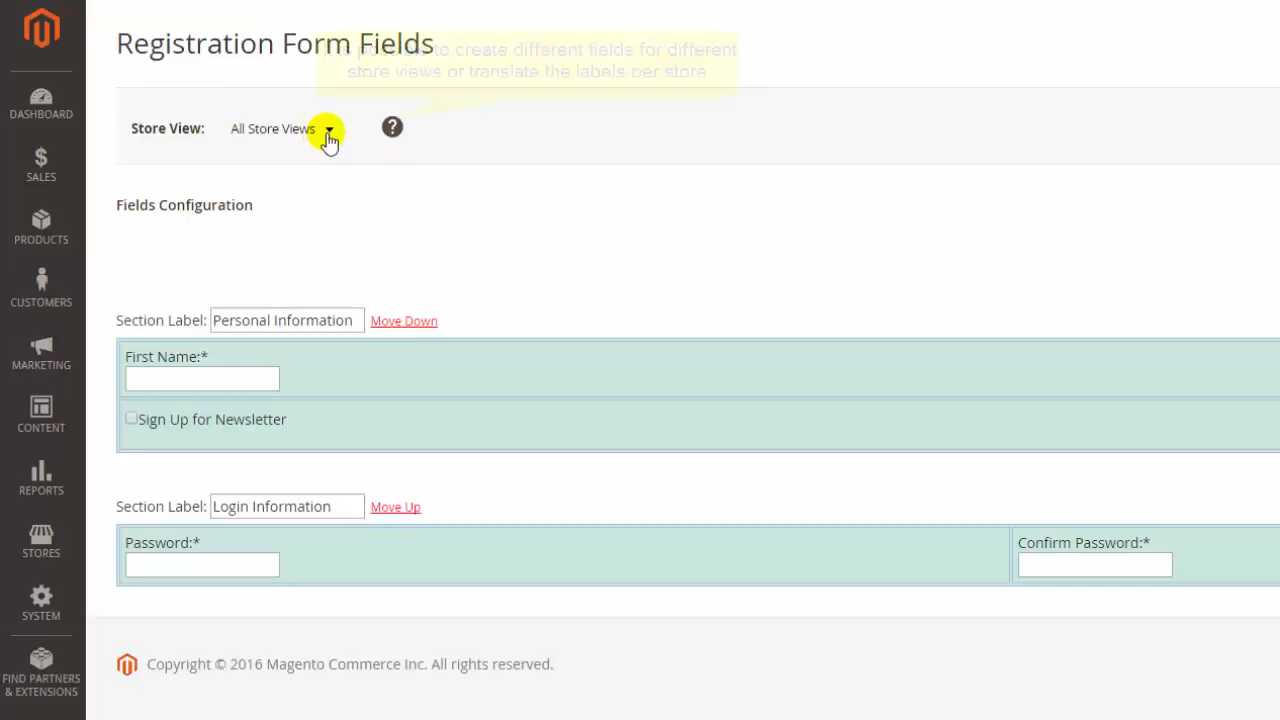 Registration Form Fields
to create different fields for different
store views or translate the labels per store
Store View: All Store Views ?
Fields Configuration
Section Label: Personal Information Move Down
First Name:*
Sign Up for Newsletter
Section Label: Login Information Move Up
Password:* Confirm Password:*
Copyright © 2016 Magento Commerce Inc. All rights reserved.
DASHBOARD
$
SALES
PRODUCTS
CUSTOMERS
MARKETING
CONTENT
REPORTS
STORES
SYSTEM
FIND PARTNERS
& EXTENSIONS